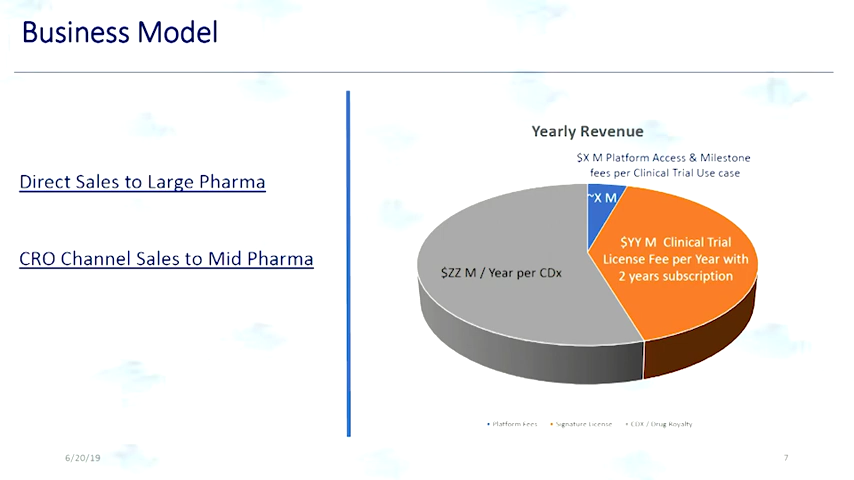 Business Model
Direct Sales to Large Pharma
CRO Channel Sales to Mid Pharma
Yearly Revenue
$X M Platform Access & Milestone
fees per Clinical Trial Use case
~X M
$YY M Clinical Trial
License Fee per Year with
2 years subscription
$ZZ M / Year per CDx
Platform Fees
Signature License
CDX / Drug Royalty
6/20/19
7